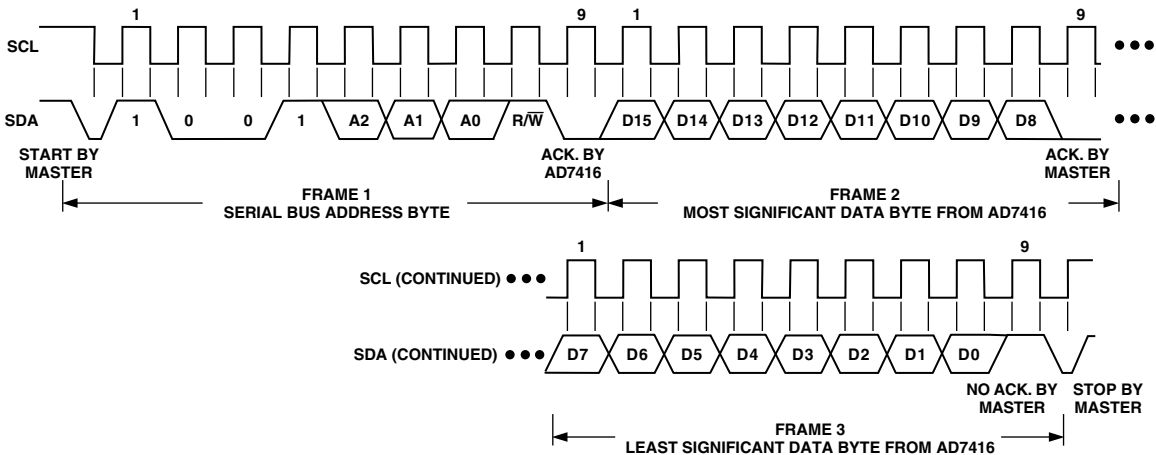 1 9 1 9
SCL
SDA 1 0 0 1 A2 A1 A0 R/W̅ D15 D14 D13 D12 D11 D10 D9 D8
START BY
MASTER
ACK. BY
AD7416
ACK. BY
MASTER
FRAME 1
SERIAL BUS ADDRESS BYTE
FRAME 2
MOST SIGNIFICANT DATA BYTE FROM AD7416
1 9
SCL (CONTINUED)
SDA (CONTINUED) D7 D6 D5 D4 D3 D2 D1 D0
NO ACK. BY
MASTER
STOP BY
MASTER
FRAME 3
LEAST SIGNIFICANT DATA BYTE FROM AD7416